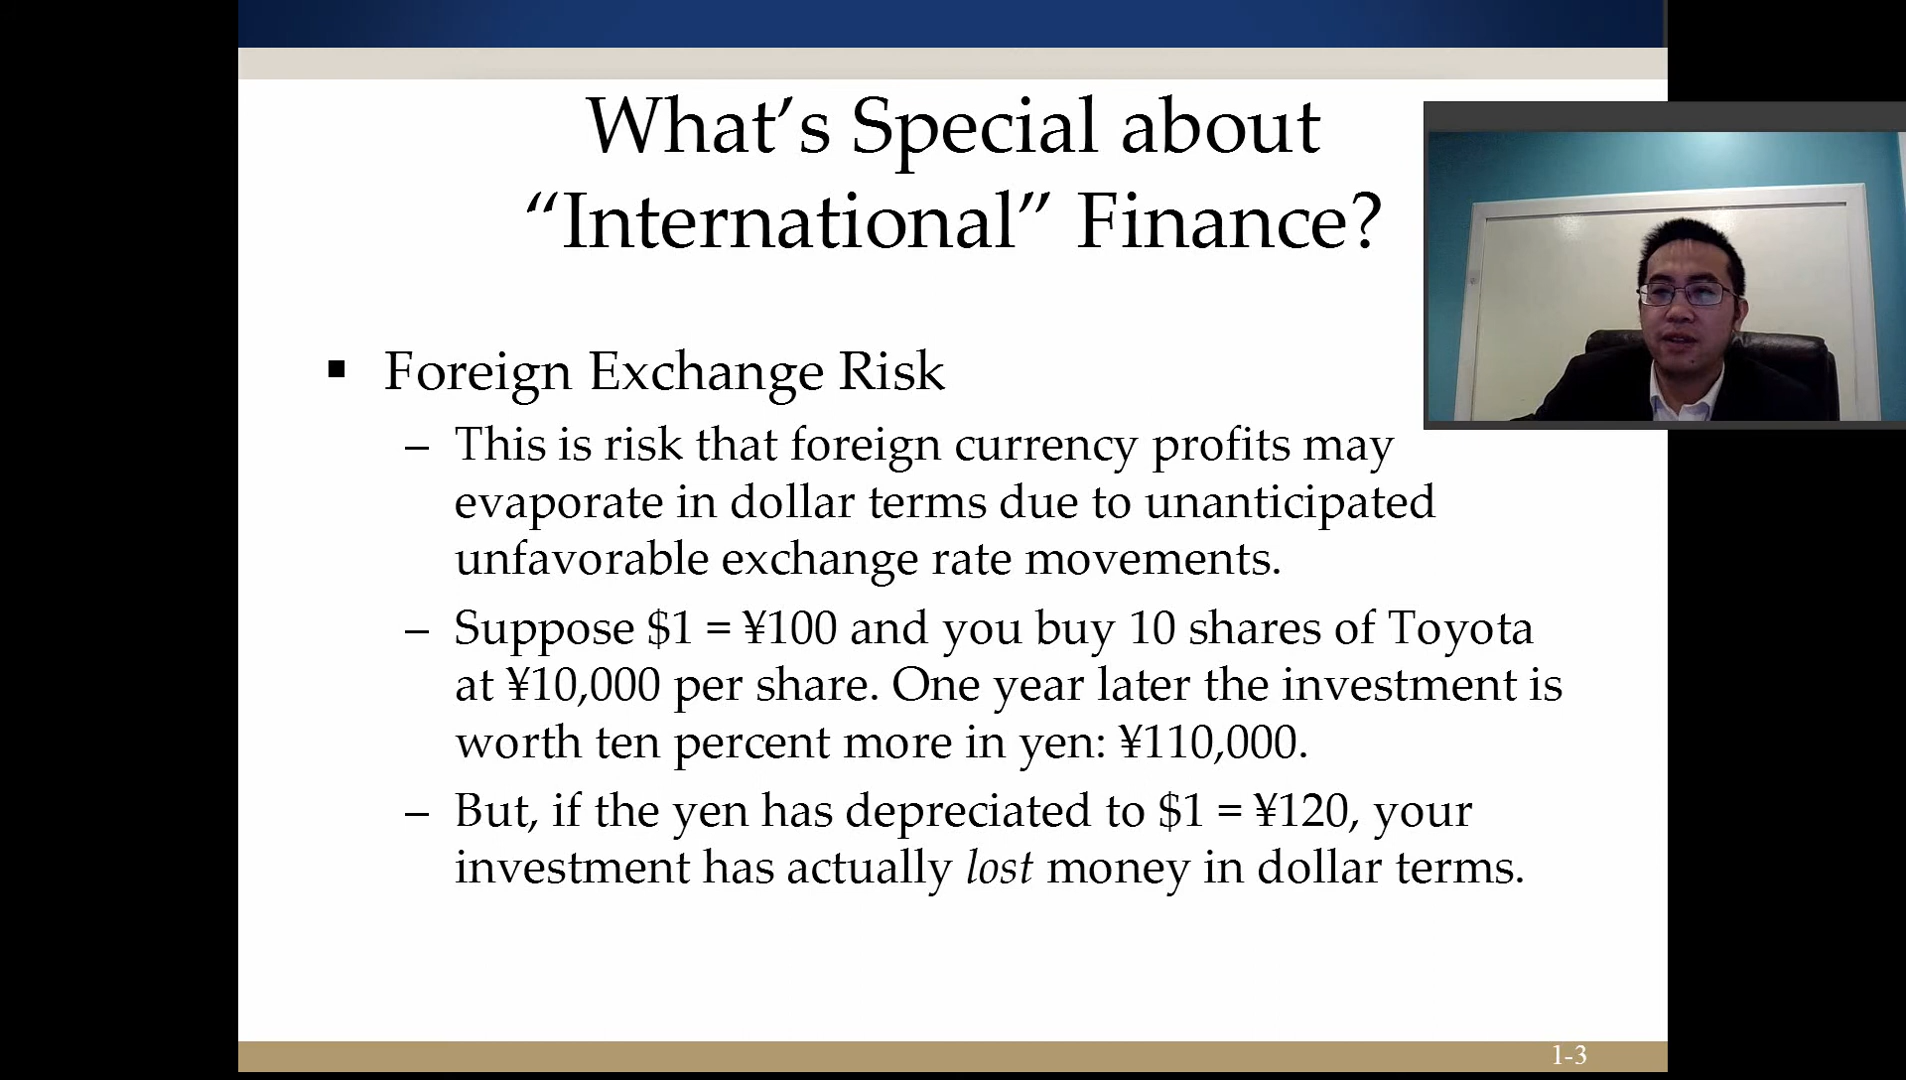 What’s Special about
“International” Finance?
▪ Foreign Exchange Risk
– This is risk that foreign currency profits may
evaporate in dollar terms due to unanticipated
unfavorable exchange rate movements.
– Suppose $1 = ¥100 and you buy 10 shares of Toyota
at ¥10,000 per share. One year later the investment is
worth ten percent more in yen: ¥110,000.
– But, if the yen has depreciated to $1 = ¥120, your
investment has actually lost money in dollar terms.
1-3